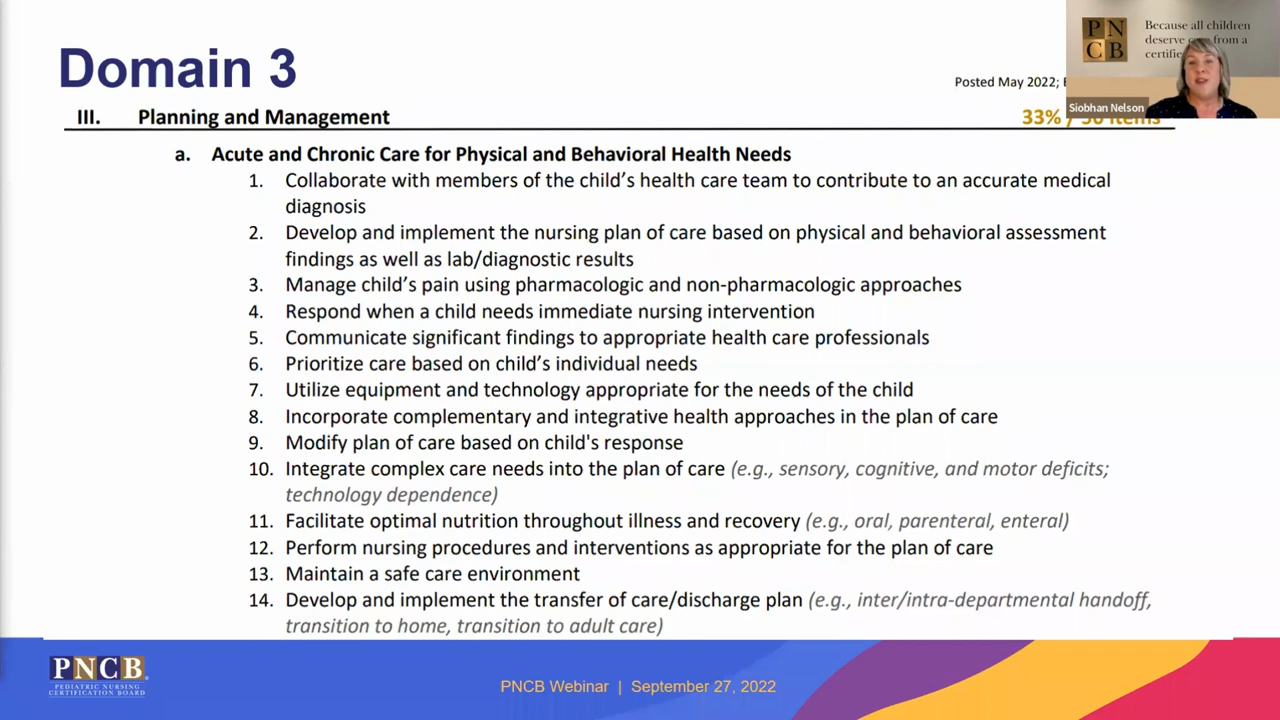 Domain 3
Because all children
deserve care from a
P N
C B
Posted May 2022;
Siobhan Nelson
III. Planning and Management 33% / 50 items
a. Acute and Chronic Care for Physical and Behavioral Health Needs
1. Collaborate with members of the child’s health care team to contribute to an accurate medical
diagnosis
2. Develop and implement the nursing plan of care based on physical and behavioral assessment
findings as well as lab/diagnostic results
3. Manage child’s pain using pharmacologic and non-pharmacologic approaches
4. Respond when a child needs immediate nursing intervention
5. Communicate significant findings to appropriate health care professionals
6. Prioritize care based on child’s individual needs
7. Utilize equipment and technology appropriate for the needs of the child
8. Incorporate complementary and integrative health approaches in the plan of care
9. Modify plan of care based on child's response
10. Integrate complex care needs into the plan of care (e.g., sensory, cognitive, and motor deficits;
technology dependence)
11. Facilitate optimal nutrition throughout illness and recovery (e.g., oral, parenteral, enteral)
12. Perform nursing procedures and interventions as appropriate for the plan of care
13. Maintain a safe care environment
14. Develop and implement the transfer of care/discharge plan (e.g., inter/intra-departmental handoff,
transition to home, transition to adult care)
PNCB
PEDIATRIC NURSING
CERTIFICATION BOARD
PNCB Webinar | September 27, 2022